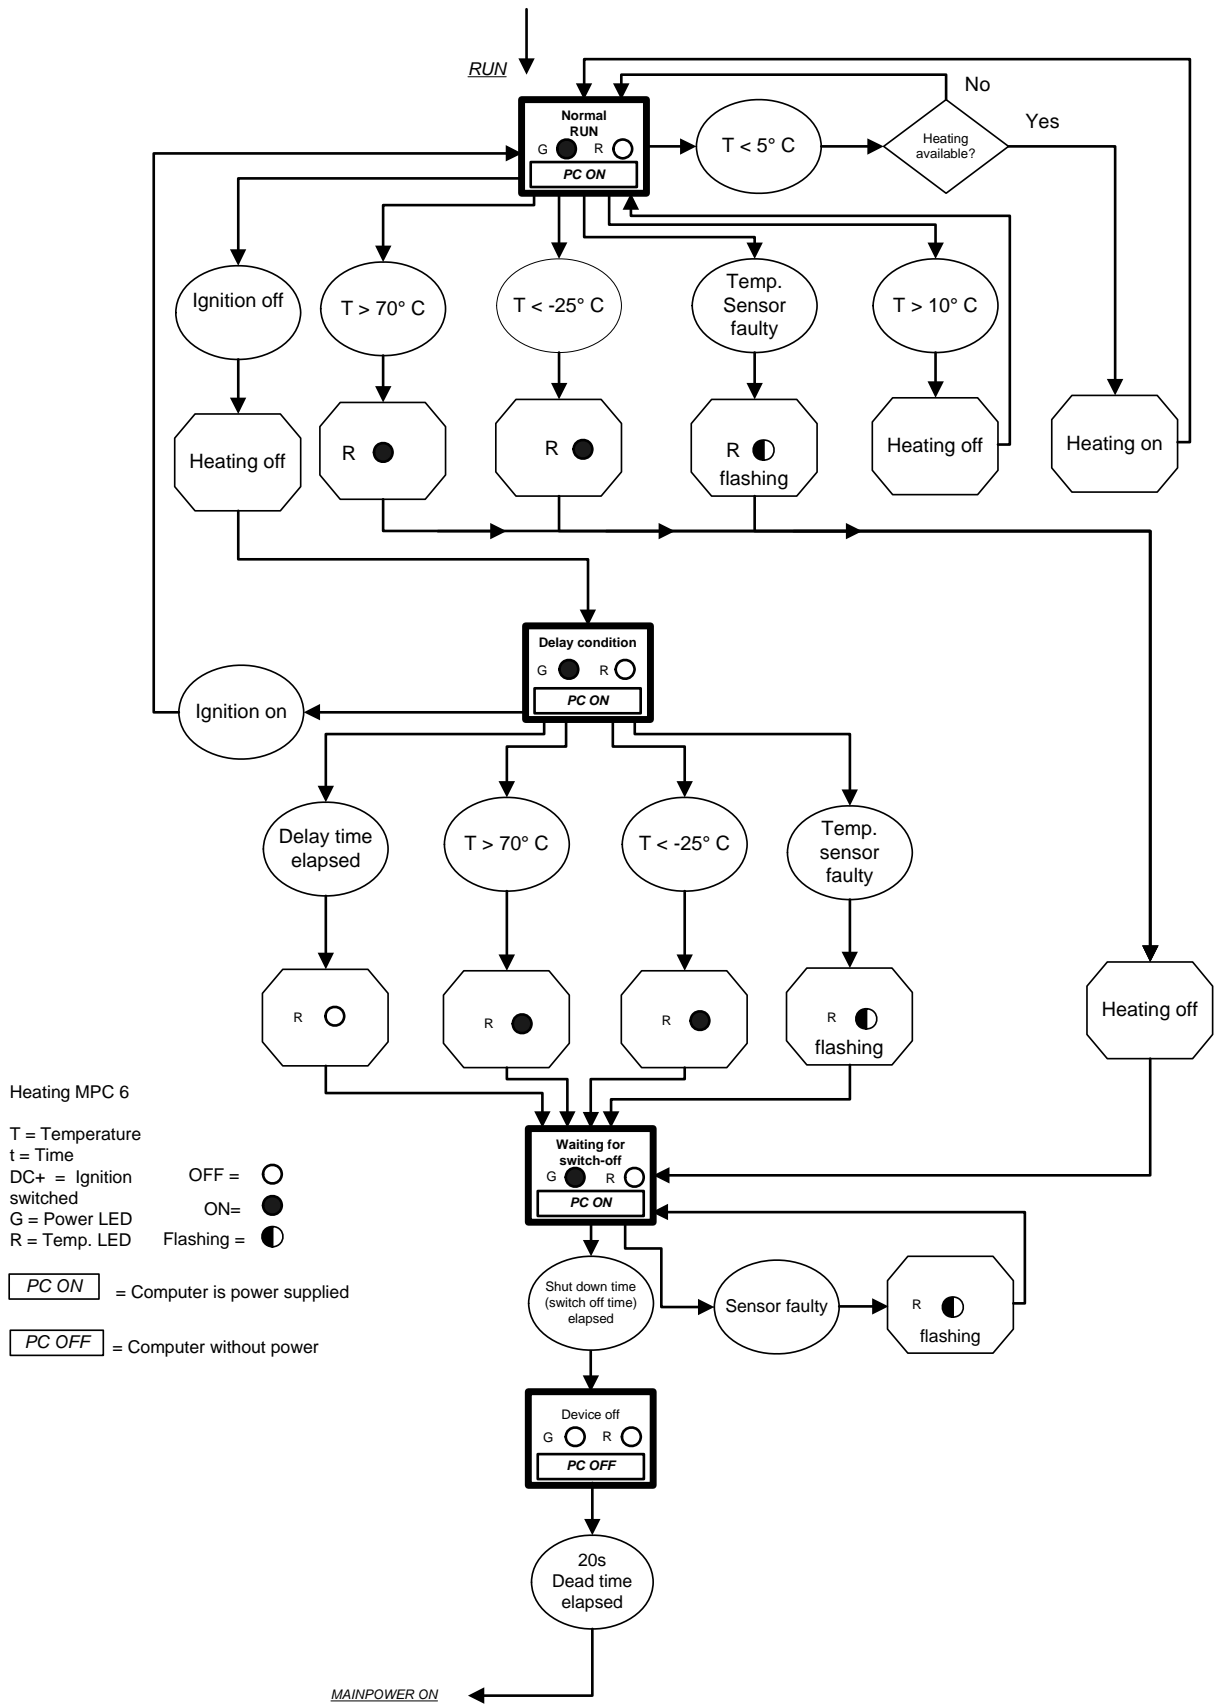 RUN
No
Normal
RUN
G R
PC ON
T < 5° C
Heating
available?
Yes
Ignition off
T > 70° C
T < -25° C
Temp.
Sensor
faulty
T > 10° C
Heating off
R
R
R
flashing
Heating off
Heating on
Delay condition
G R
PC ON
Ignition on
Delay time
elapsed
T > 70° C
T < -25° C
Temp.
sensor
faulty
R
R
R
R
flashing
Heating off
Heating MPC 6
T = Temperature
t = Time
DC+ = Ignition
switched
G = Power LED
R = Temp. LED
OFF =
ON=
Flashing =
PC ON = Computer is power supplied
PC OFF = Computer without power
Waiting for
switch-off
G R
PC ON
Shut down time
(switch off time)
elapsed
Sensor faulty
R
flashing
Device off
G R
PC OFF
20s
Dead time
elapsed
MAINPOWER ON